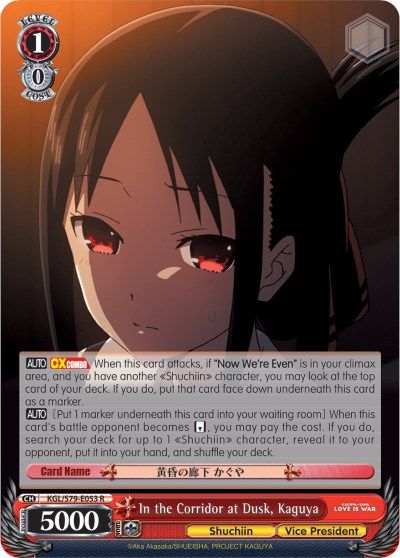 LEVEL
1
0
COST
AUTO CX COMBO When this card attacks, if "Now We're Even" is in your climax
area, and you have another «Shuchiin» character, you may look at the top
card of your deck. If you do, put that card face down underneath this card
as a marker.
AUTO [Put 1 marker underneath this card into your waiting room] When this
card's battle opponent becomes , you may pay the cost. If you do,
search your deck for up to 1 «Shuchiin» character, reveal it to your
opponent, put it into your hand, and shuffle your deck.
Card Name 黄昏の廊下 かぐや
CH KGL/S79-E053 R
In the Corridor at Dusk, Kaguya
KAGUYA-SAMA
LOVE IS WAR
POWER
5000
SOUL
Shuchiin
Vice President
©Aka Akasaka/SHUEISHA, PROJECT KAGUYA